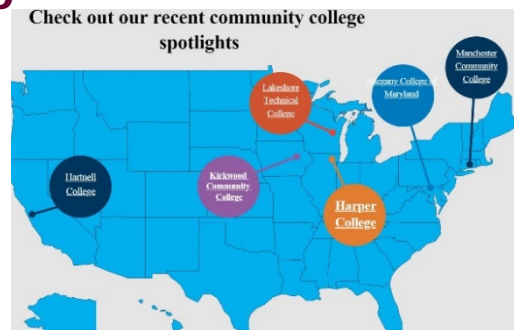 Check out our recent community college
spotlights
Manchester
Community
College
Allegany College of
Maryland
Lakeshore
Technical
College
Hartnell
College
Kirkwood
Community
College
Harper
College